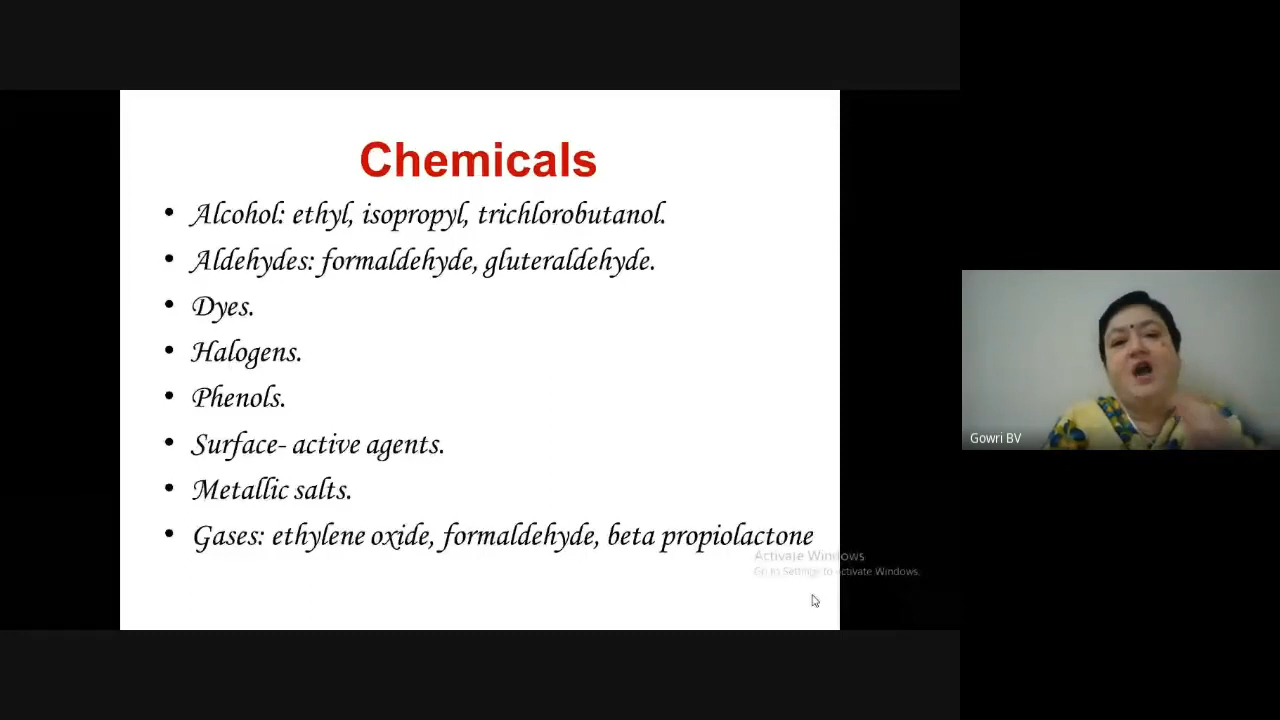 Chemicals
• Alcohol: ethyl, isopropyl, trichlorobutanol.
• Aldehydes: formaldehyde, gluteraldehyde.
• Dyes.
• Halogens.
• Phenols.
• Surface- active agents.
• Metallic salts.
• Gases: ethylene oxide, formaldehyde, beta propiolactone
Activate Windows
Go to Settings to activate Windows.
Gowri BV